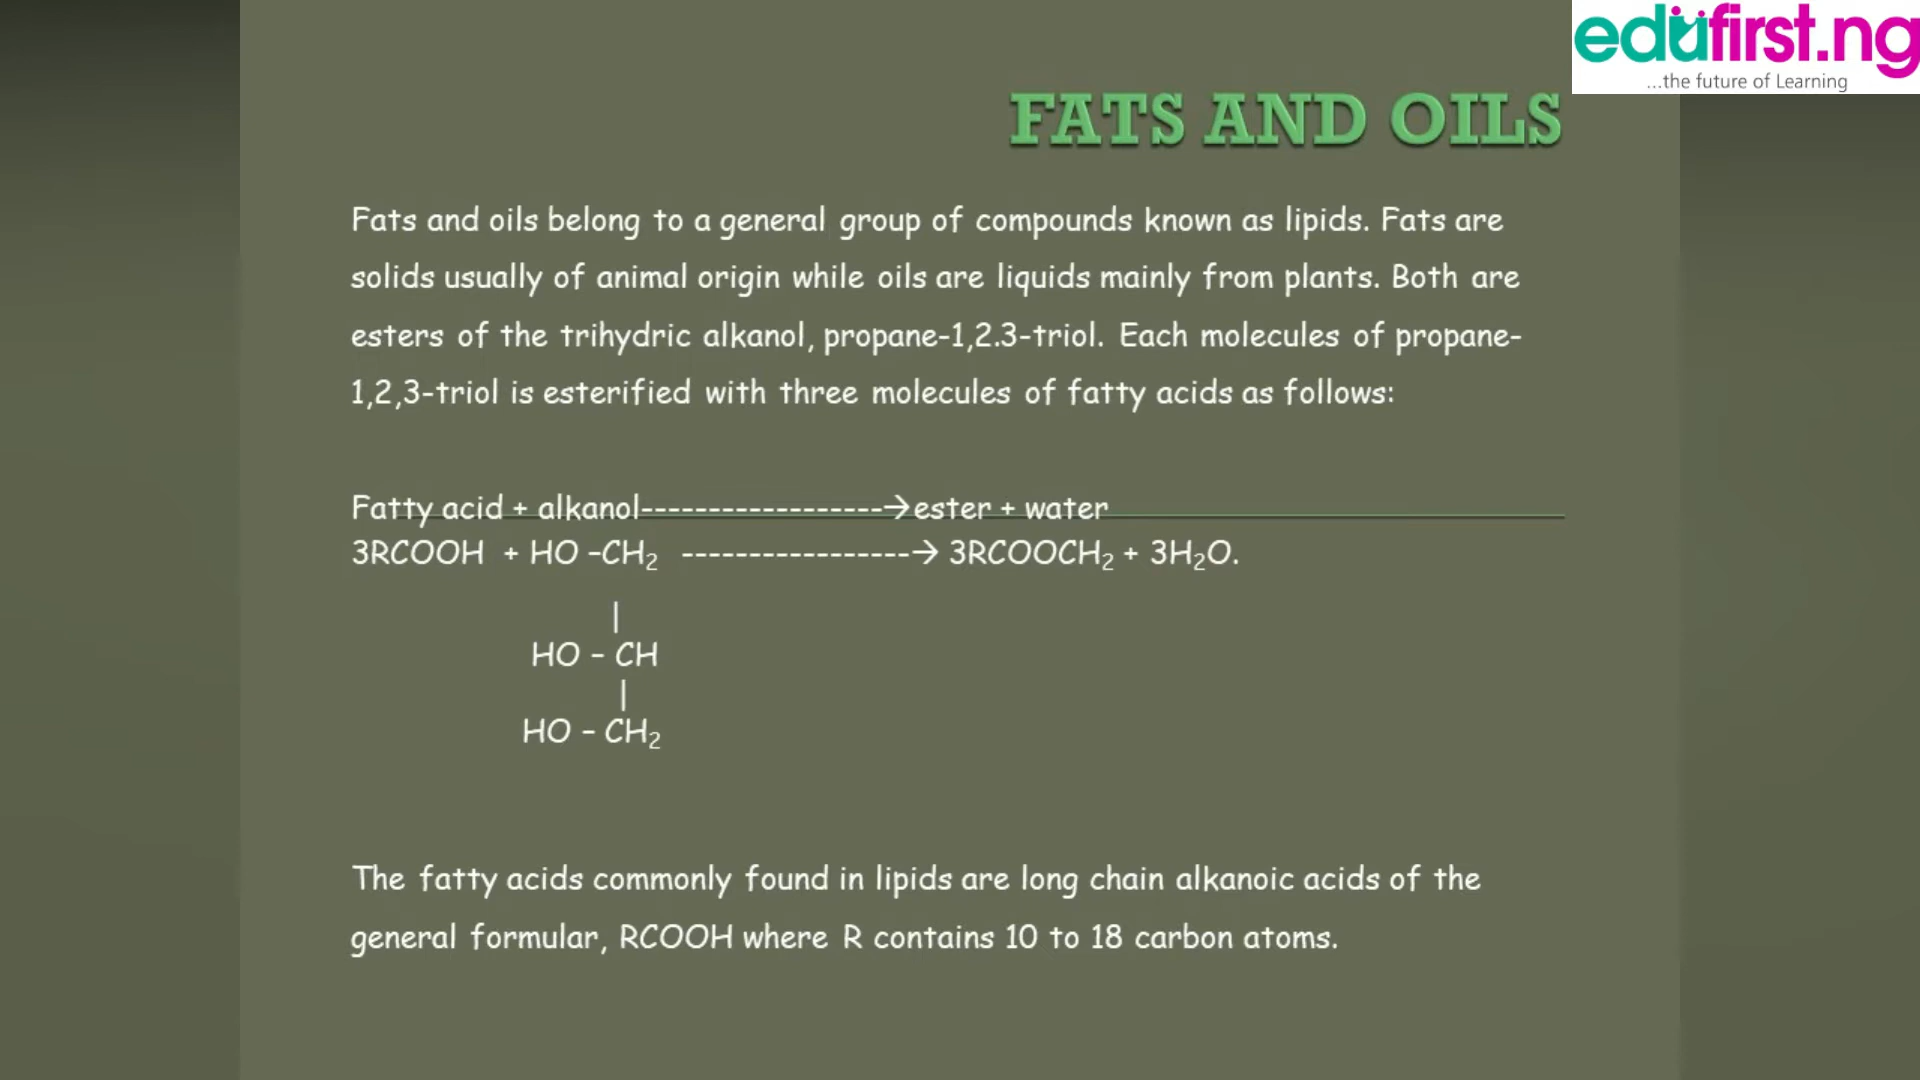 edufirst.ng
...the future of Learning
FATS AND OILS
Fats and oils belong to a general group of compounds known as lipids. Fats are
solids usually of animal origin while oils are liquids mainly from plants. Both are
esters of the trihydric alkanol, propane-1,2.3-triol. Each molecules of propane-
1,2,3-triol is esterified with three molecules of fatty acids as follows:
Fatty acid + alkanol------------------→ester + water
3RCOOH + HO –CH₂ -----------------→ 3RCOOCH₂ + 3H₂O.
|
HO – CH
|
HO – CH₂
The fatty acids commonly found in lipids are long chain alkanoic acids of the
general formular, RCOOH where R contains 10 to 18 carbon atoms.